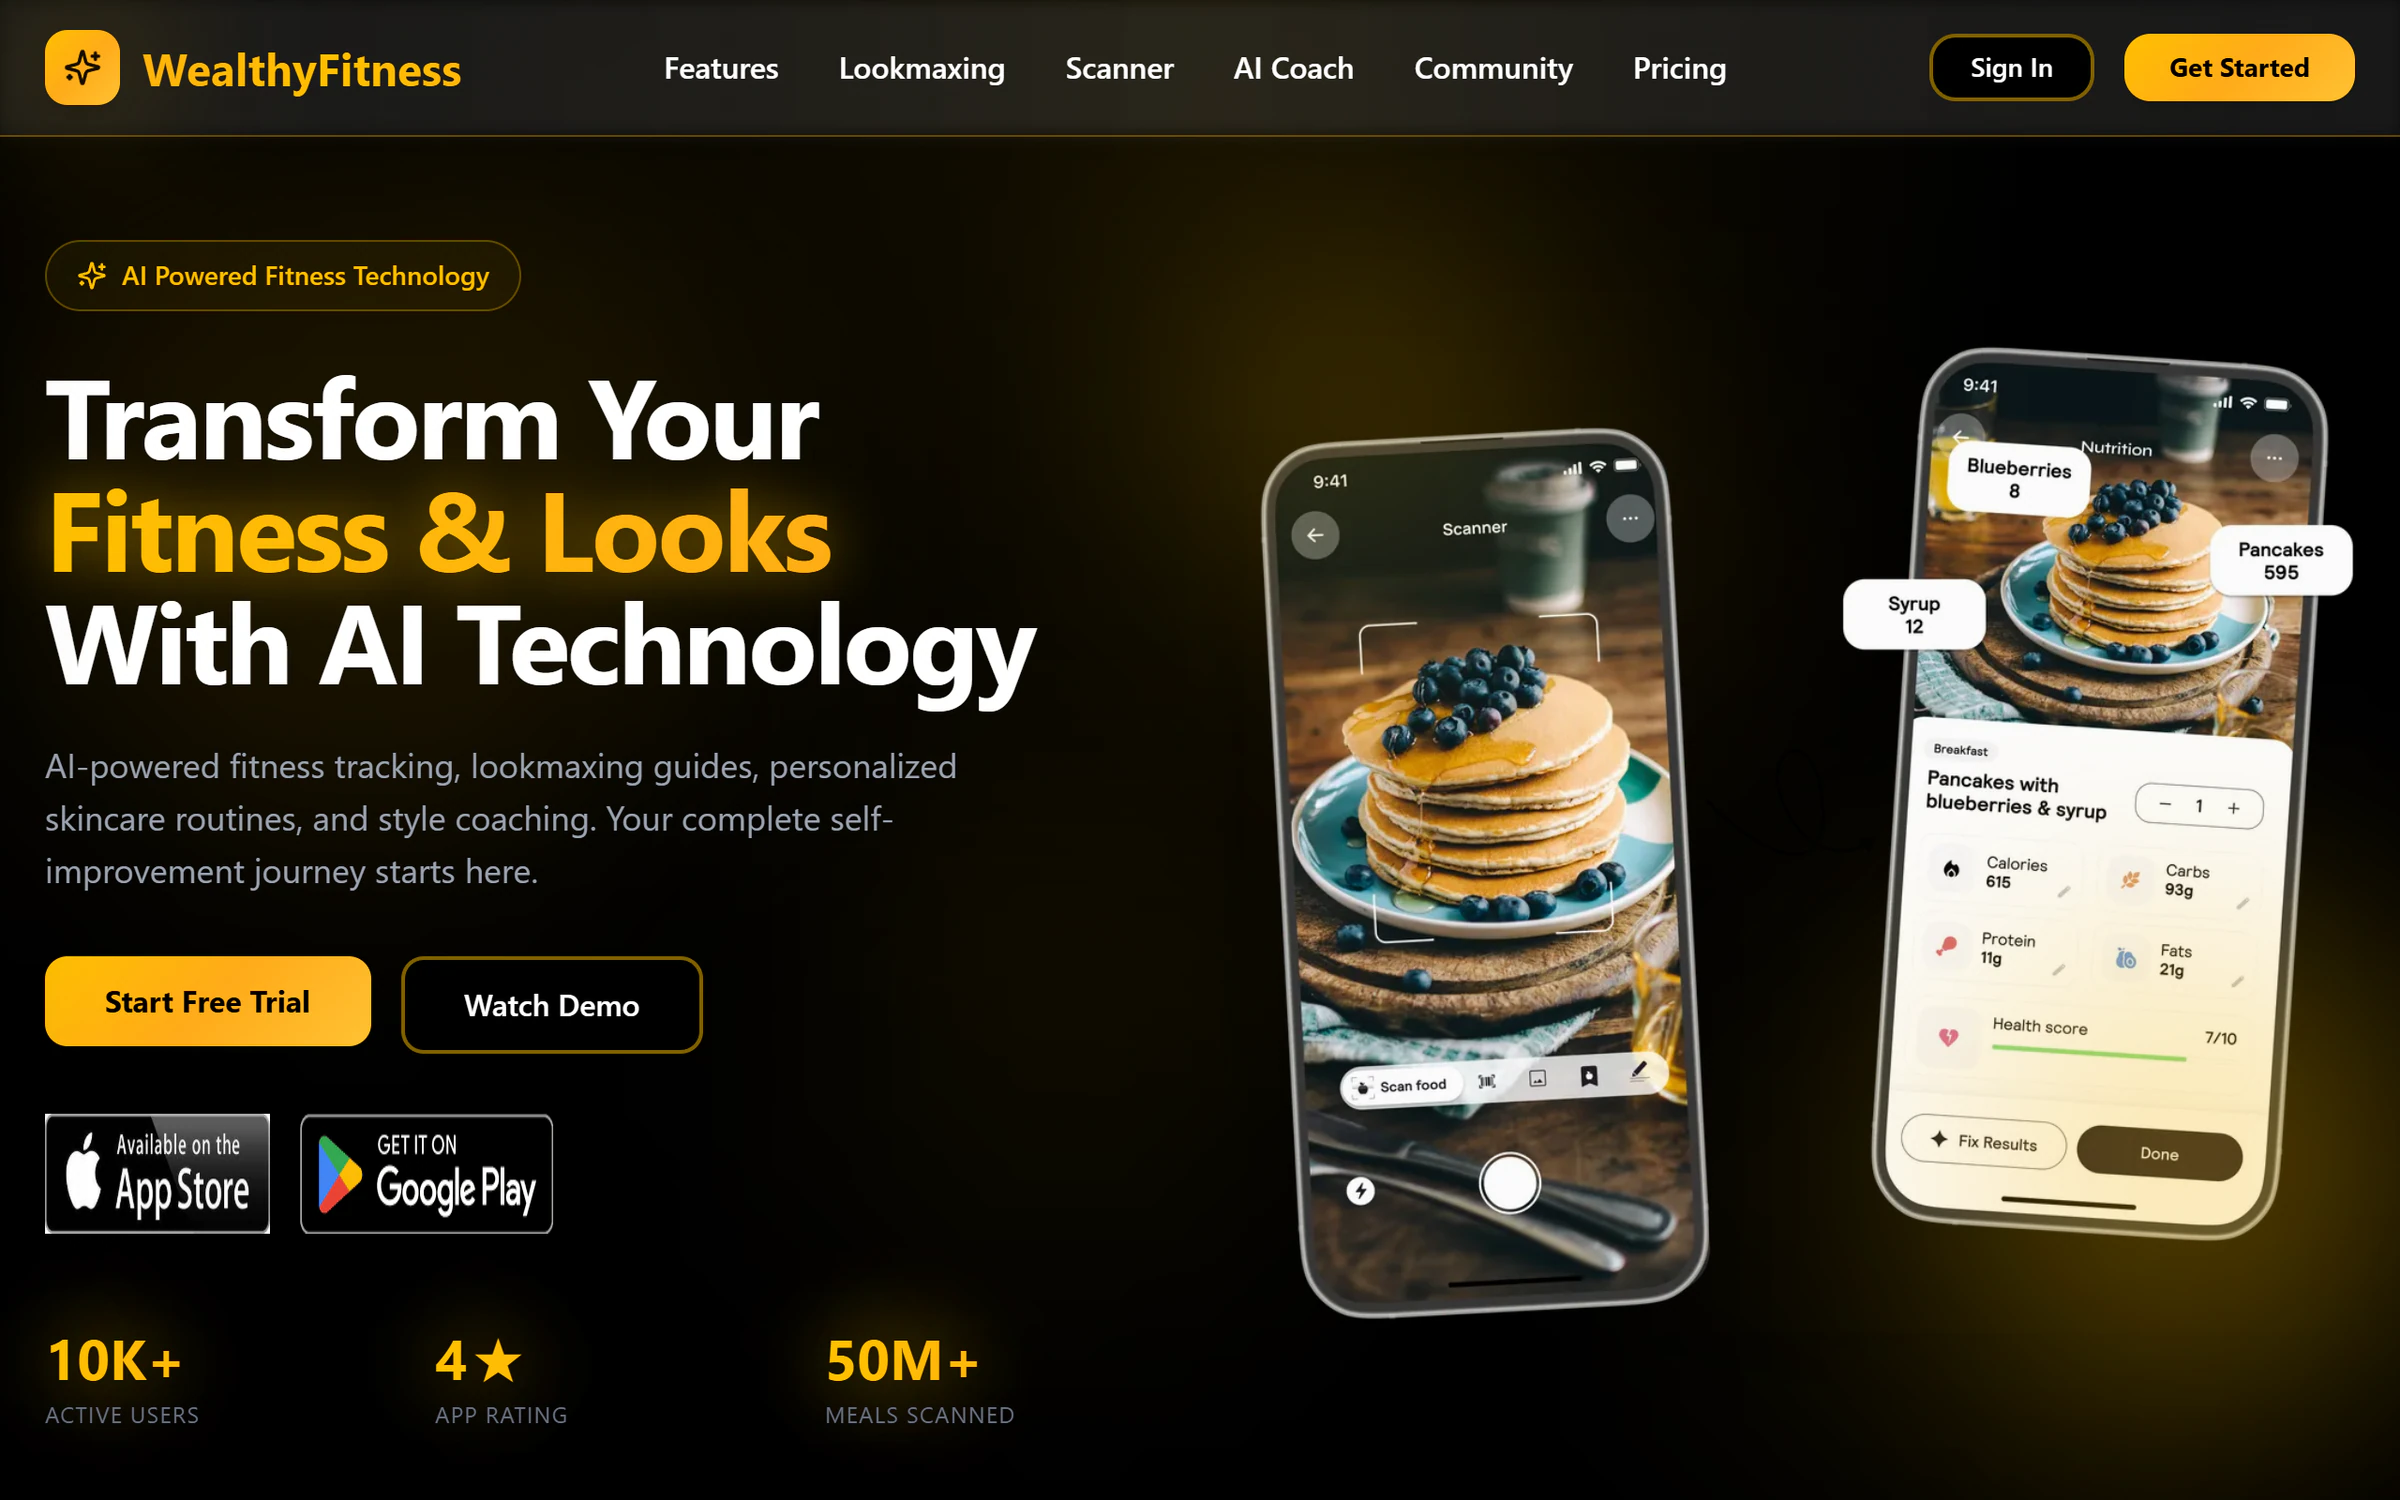 WealthyFitness
Features
Lookmaxing
Scanner
AI Coach
Community
Pricing
Sign In
Get Started
AI Powered Fitness Technology
Transform Your
Fitness & Looks
With AI Technology
AI-powered fitness tracking, lookmaxing guides, personalized
skincare routines, and style coaching. Your complete self-
improvement journey starts here.
Start Free Trial
Watch Demo
Available on the
App Store
GET IT ON
Google Play
10K+
ACTIVE USERS
4★
APP RATING
50M+
MEALS SCANNED
9:41
Scanner
Scan food
9:41
Nutrition
Blueberries
8
Pancakes
595
Syrup
12
Breakfast
Pancakes with
blueberries & syrup
1
Calories
615
Carbs
93g
Protein
11g
Fats
21g
Health score
7/10
Fix Results
Done